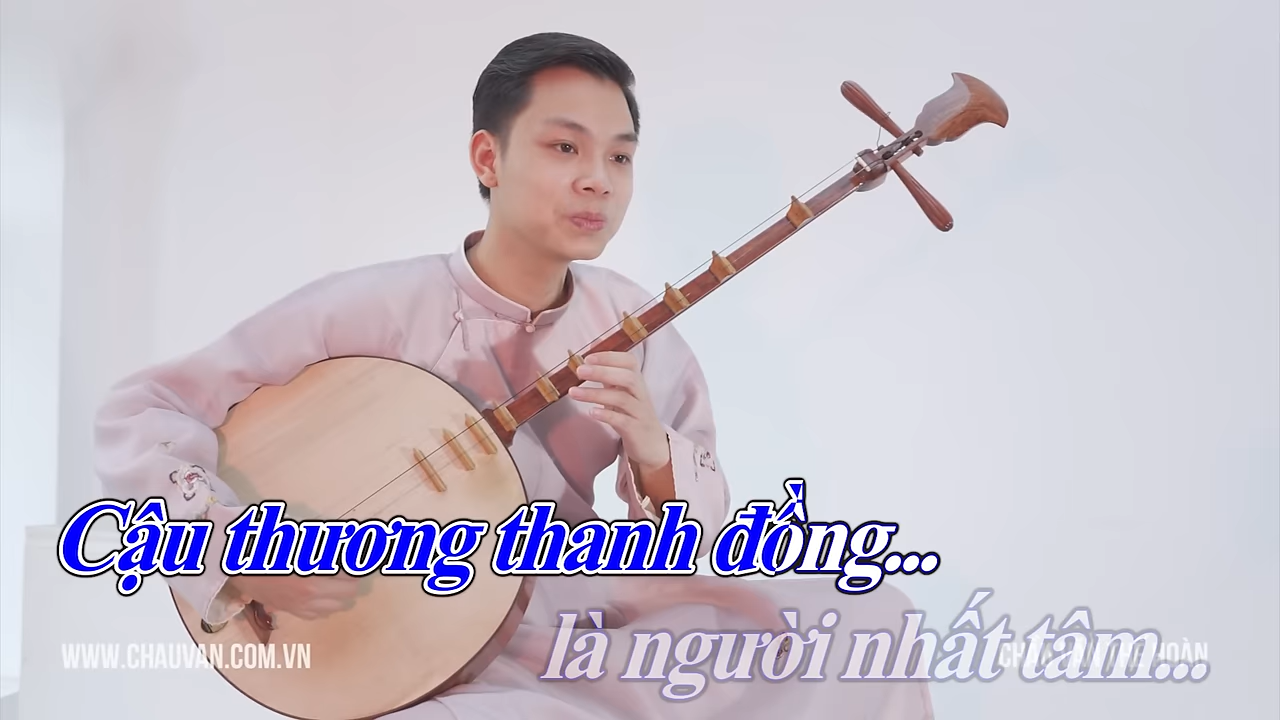 Cậu thương thanh đồng...
là người nhất tâm...
WWW.CHAUVAN.COM.VN